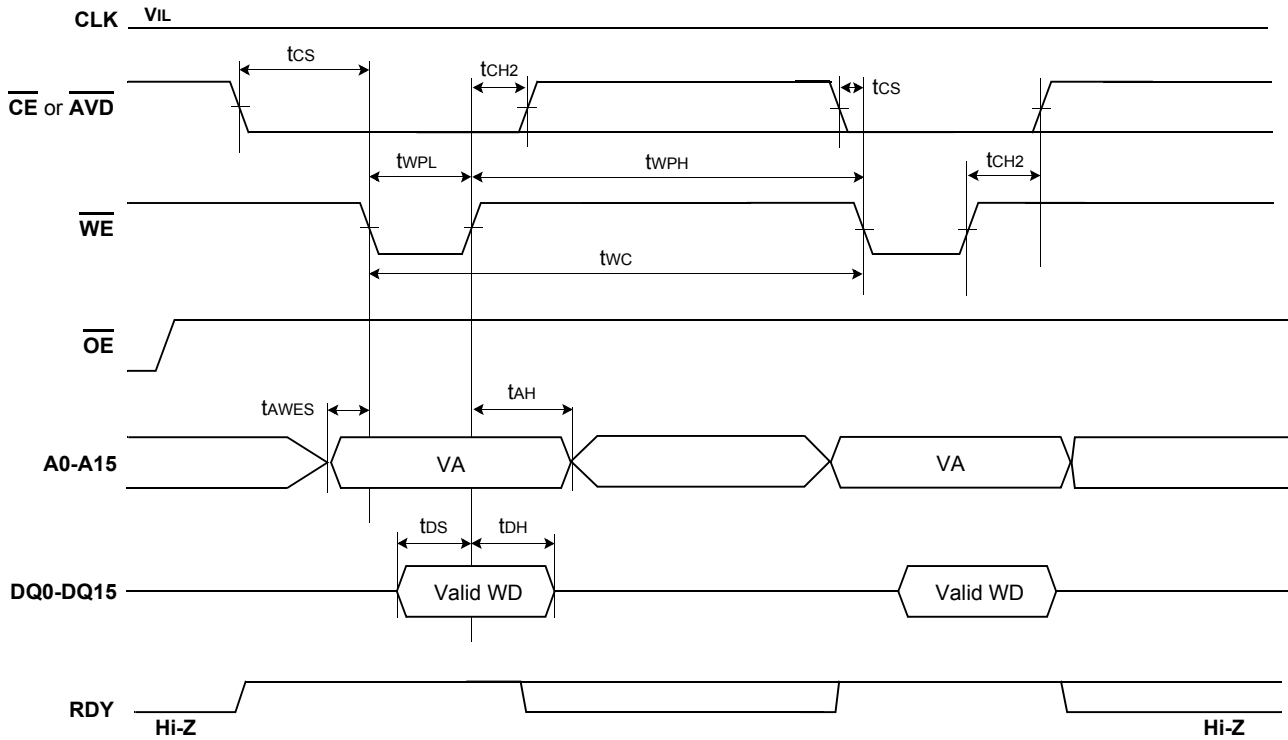 CLK VIL
tCS tCH2 tCS
CE or AVD
tWPL tWPH tCH2
WE
tWC
OE
tAWES tAH
A0-A15 VA VA
tDS tDH
DQ0-DQ15 Valid WD Valid WD
RDY
Hi-Z Hi-Z